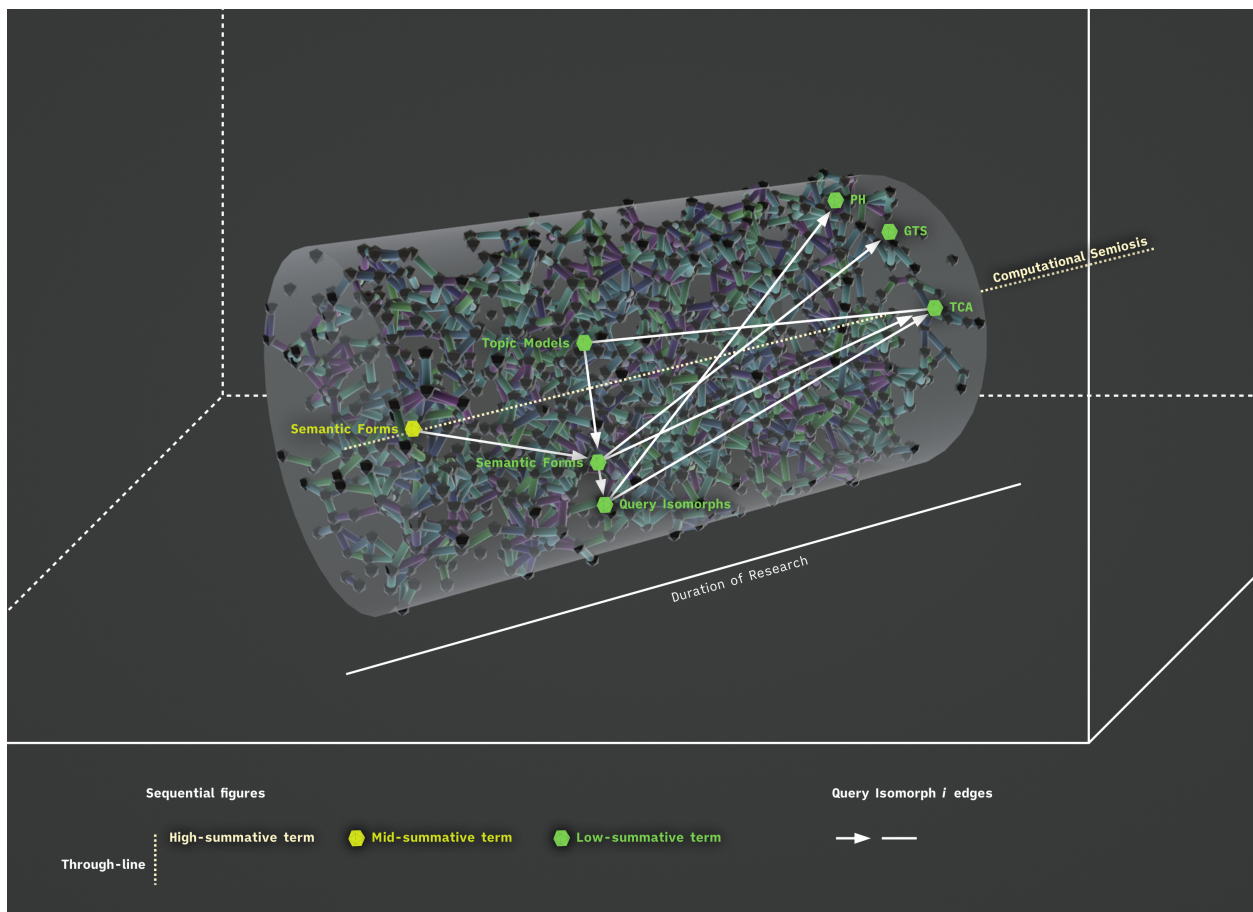 PH
GTS
Computational Semiosis
TCA
Topic Models
Semantic Forms
Semantic Forms
Query Isomorphs
Duration of Research
Sequential figures
Query Isomorph i edges
High-summative term
Mid-summative term
Low-summative term
Through-line